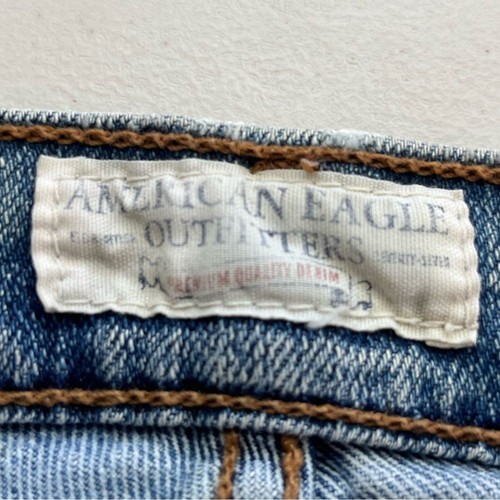 AMERICAN EAGLE
OUTFITTERS
PREMIUM QUALITY DENIM